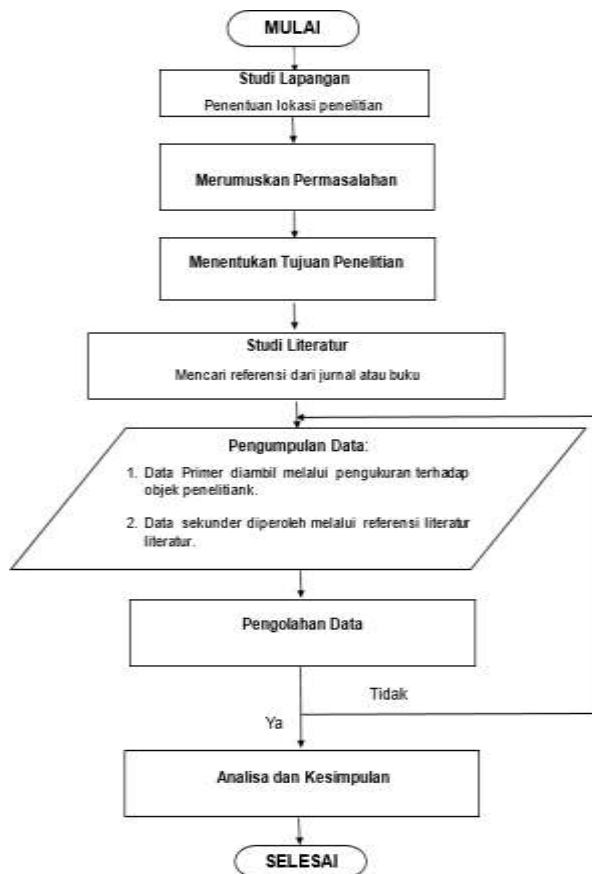 MULAI
Studi Lapangan
Penentuan lokasi penelitian
Merumuskan Permasalahan
Menentukan Tujuan Penelitian
Studi Literatur
Mencari referensi dari jurnal atau buku
Pengumpulan Data:
1. Data Primer diambil melalui pengukuran terhadap
objek penelitiank.
2. Data sekunder diperoleh melalui referensi literatur
literatur.
Pengolahan Data
Tidak
Ya
Analisa dan Kesimpulan
SELESAI